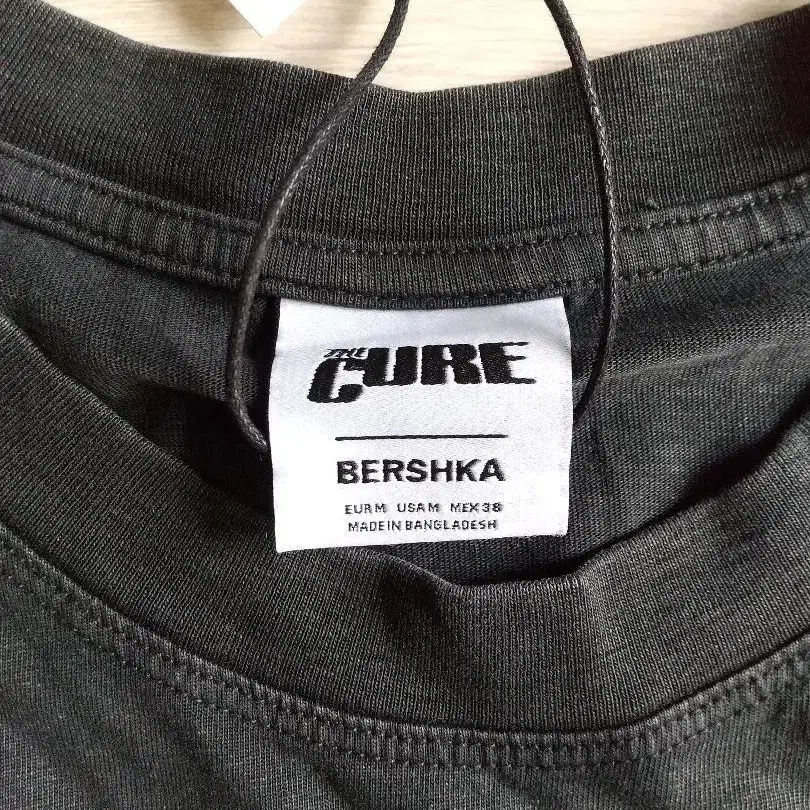 THE
CURE
BERSHKA
EUR M USA M MEX 38
MADE IN BANGLADESH